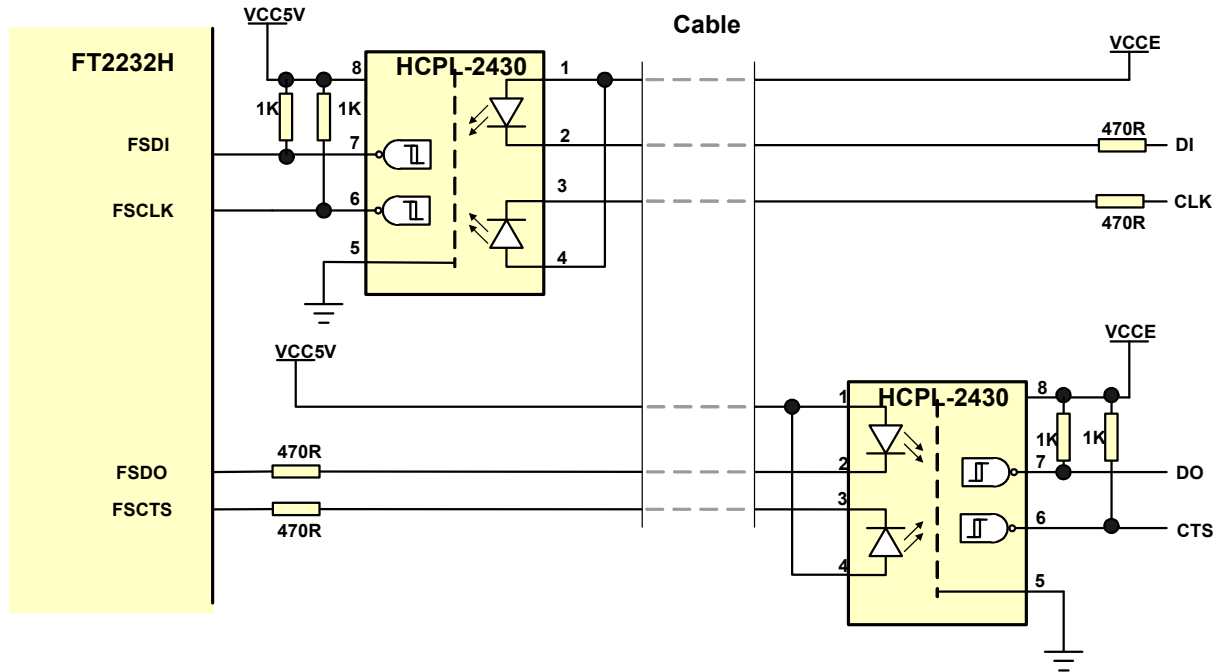 VCC5V
Cable
FT2232H
HCPL-2430
VCCE
8
1
1K
1K
470R
FSDI
7
2
DI
FSCLK
6
3
CLK
470R
5
4
VCC5V
VCCE
1
HCPL-2430
8
470R
1K
1K
FSDO
2
7
DO
FSCTS
3
6
CTS
470R
4
5